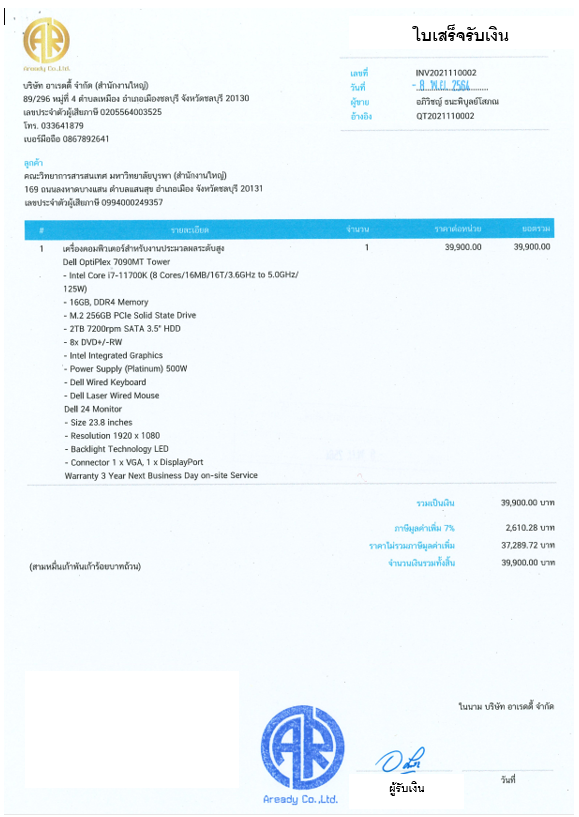 ใบเสร็จรับเงิน
AR
Aready Co.,Ltd.
บริษัท อาเรดดี้ จำกัด (สำนักงานใหญ่)
89/296 หมู่ที่ 4 ตำบลเหมือง อำเภอเมืองชลบุรี จังหวัดชลบุรี 20130
เลขประจำตัวผู้เสียภาษี 0205564003525
โทร. 033641879
เบอร์มือถือ 0867892641
เลขที่ INV2021110002
วันที่ - 8 พ.ย. 2564
ผู้ขาย อภิวิชญ์ ธนะพิบูลย์โสภณ
อ้างอิง QT2021110002
ลูกค้า
คณะวิทยาการสารสนเทศ มหาวิทยาลัยบูรพา (สำนักงานใหญ่)
169 ถนนลงหาดบางแสน ตำบลแสนสุข อำเภอเมือง จังหวัดชลบุรี 20131
เลขประจำตัวผู้เสียภาษี 0994000249357
# รายละเอียด จำนวน ราคาต่อหน่วย ยอดรวม
1 เครื่องคอมพิวเตอร์สำหรับงานประมวลผลระดับสูง 1 39,900.00 39,900.00
Dell OptiPlex 7090MT Tower
- Intel Core i7-11700K (8 Cores/16MB/16T/3.6GHz to 5.0GHz/
125W)
- 16GB, DDR4 Memory
- M.2 256GB PCIe Solid State Drive
- 2TB 7200rpm SATA 3.5" HDD
- 8x DVD+/-RW
- Intel Integrated Graphics
- Power Supply (Platinum) 500W
- Dell Wired Keyboard
- Dell Laser Wired Mouse
Dell 24 Monitor
- Size 23.8 inches
- Resolution 1920 x 1080
- Backlight Technology LED
- Connector 1 x VGA, 1 x DisplayPort
Warranty 3 Year Next Business Day on-site Service
รวมเป็นเงิน 39,900.00 บาท
ภาษีมูลค่าเพิ่ม 7% 2,610.28 บาท
ราคาไม่รวมภาษีมูลค่าเพิ่ม 37,289.72 บาท
(สามหมื่นเก้าพันเก้าร้อยบาทถ้วน) จำนวนเงินรวมทั้งสิ้น 39,900.00 บาท
ในนาม บริษัท อาเรดดี้ จำกัด
AR
Aready Co.,Ltd.
ผู้รับเงิน
วันที่